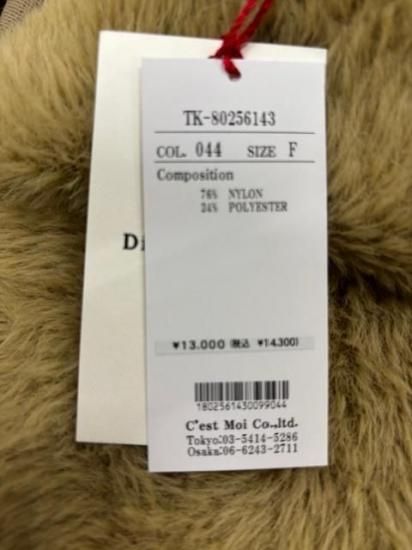 TK-80256143
COL. 044 SIZE F
Composition
76% NYLON
24% POLYESTER
Di
¥13,000 (税込 ¥14,300)
1802561430099044
C'est Moi Co.,ltd.
Tokyo:03-5414-5286
Osaka:06-6243-2711